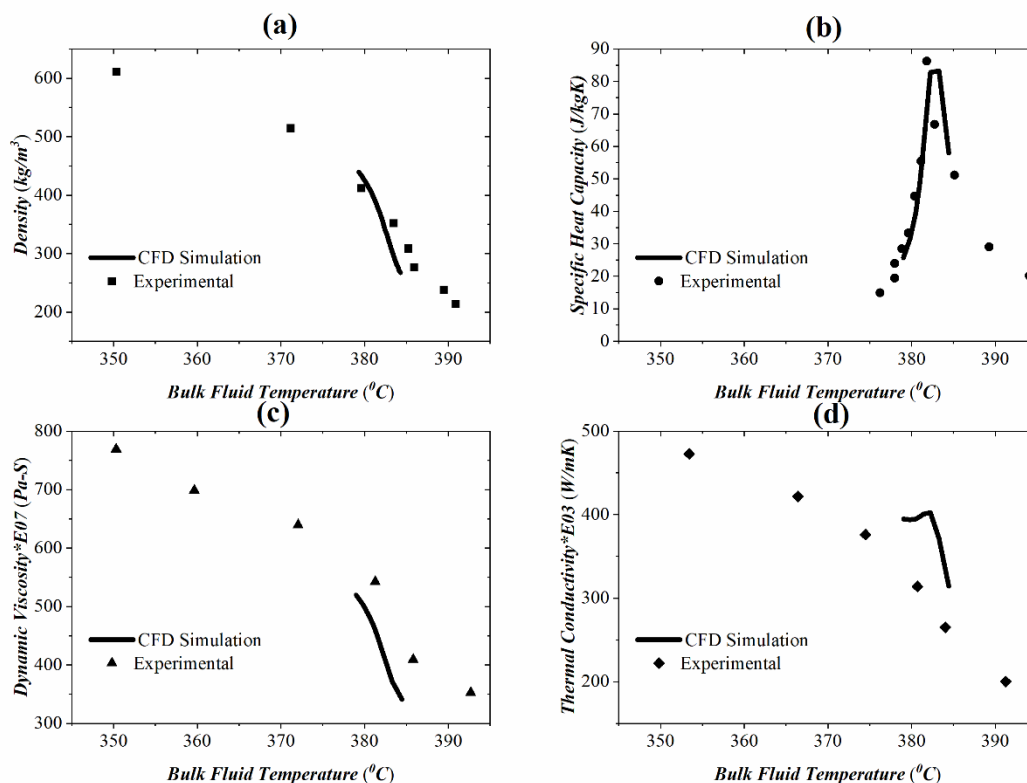 (a)
600
500
400
300
200
Density (kg/m³)
CFD Simulation
Experimental
350 360 370 380 390
Bulk Fluid Temperature (⁰C)
(b)
90
80
70
60
50
40
30
20
10
0
Specific Heat Capacity (J/kgK)
CFD Simulation
Experimental
350 360 370 380 390
Bulk Fluid Temperature (⁰C)
(c)
800
700
600
500
400
300
Dynamic Viscosity*E07 (Pa-S)
CFD Simulation
Experimental
350 360 370 380 390
Bulk Fluid Temperature (⁰C)
(d)
500
400
300
200
Thermal Conductivity*E03 (W/mK)
CFD Simulation
Experimental
350 360 370 380 390
Bulk Fluid Temperature (⁰C)